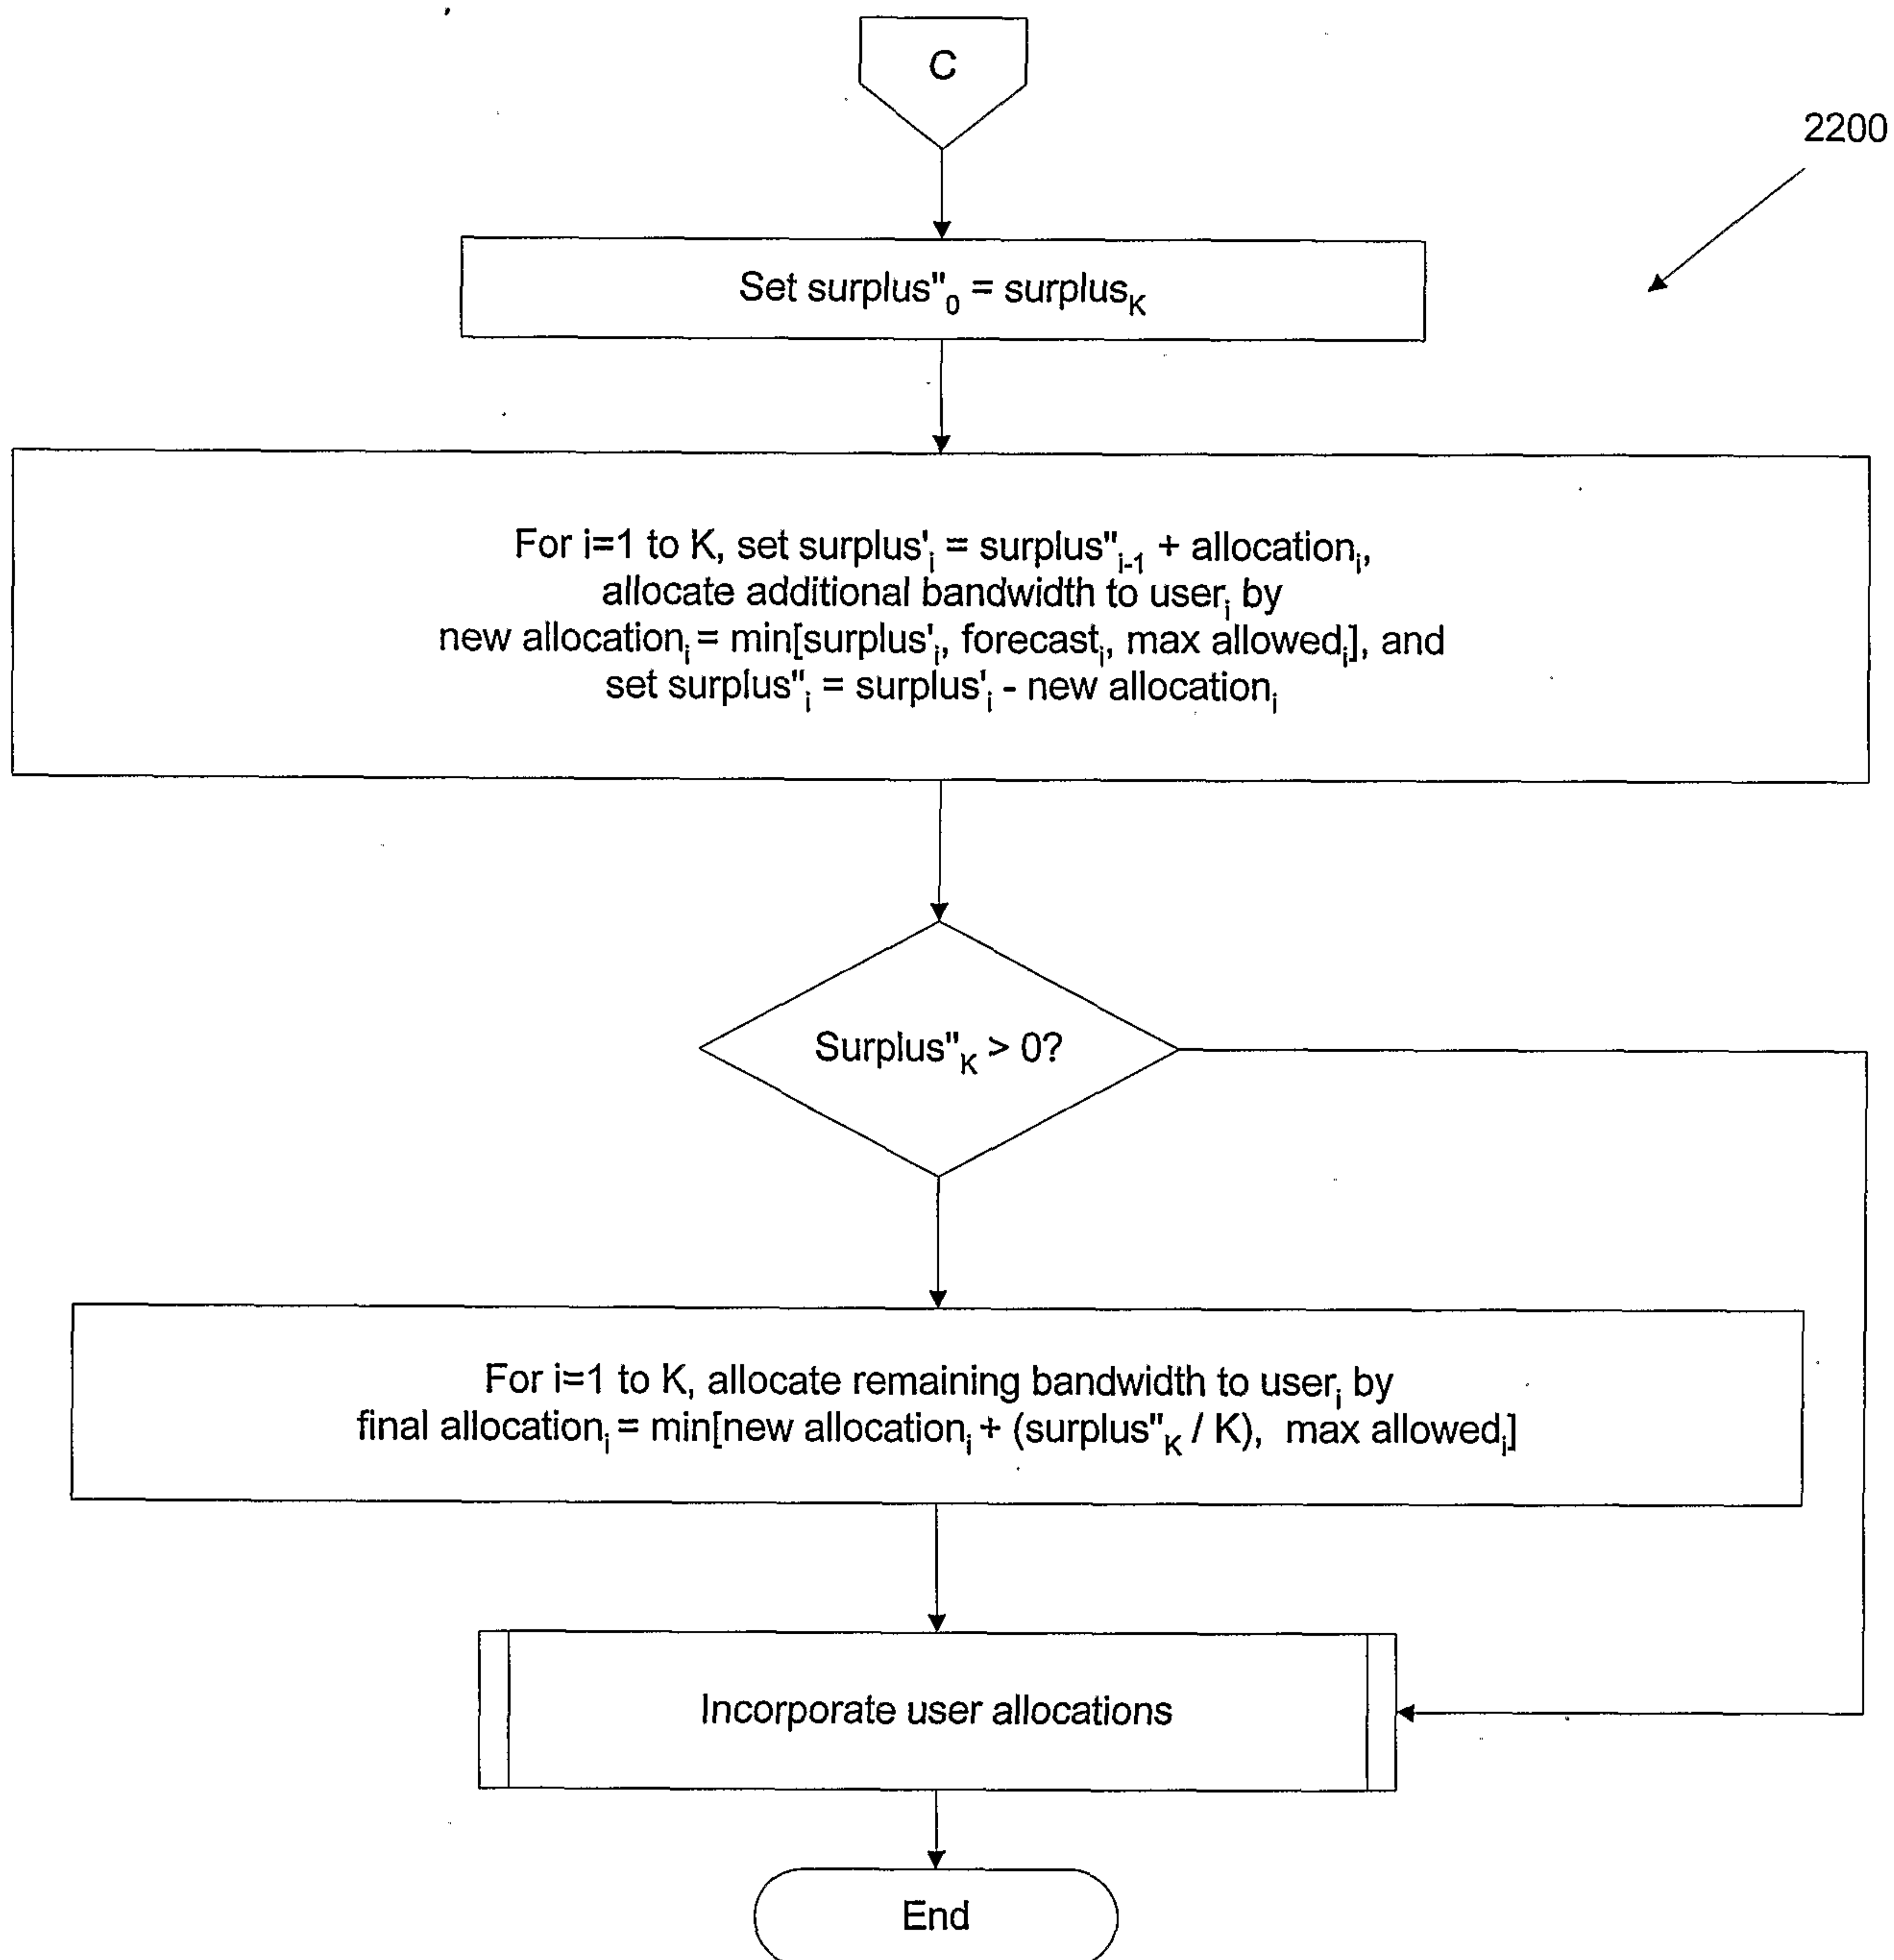 C
2200
Set surplus"₀ = surplusₖ
For i=1 to K, set surplus'ᵢ = surplus"ᵢ₋₁ + allocationᵢ,
allocate additional bandwidth to userᵢ by
new allocationᵢ = min[surplus'ᵢ, forecastᵢ, max allowedᵢ], and
set surplus"ᵢ = surplus'ᵢ - new allocationᵢ
Surplus"ₖ > 0?
For i=1 to K, allocate remaining bandwidth to userᵢ by
final allocationᵢ = min[new allocationᵢ + (surplus"ₖ / K), max allowedᵢ]
Incorporate user allocations
End